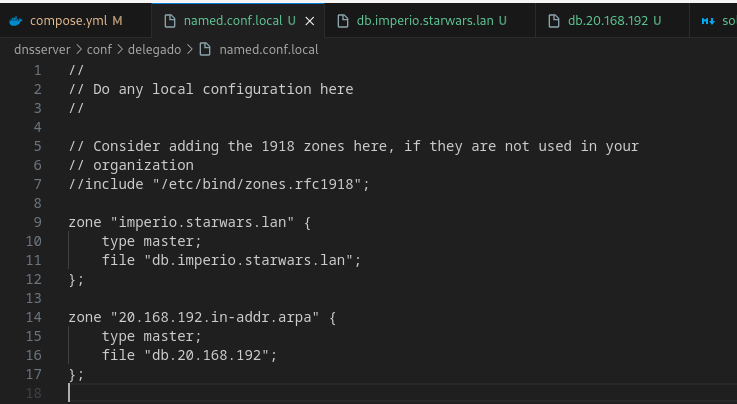 compose.yml M
named.conf.local U
db.imperio.starwars.lan U
db.20.168.192 U
so
dnsserver > conf > delegado > named.conf.local
1 //
2 // Do any local configuration here
3 //
4
5 // Consider adding the 1918 zones here, if they are not used in your
6 // organization
7 //include "/etc/bind/zones.rfc1918";
8
9 zone "imperio.starwars.lan" {
10 type master;
11 file "db.imperio.starwars.lan";
12 };
13
14 zone "20.168.192.in-addr.arpa" {
15 type master;
16 file "db.20.168.192";
17 };
18